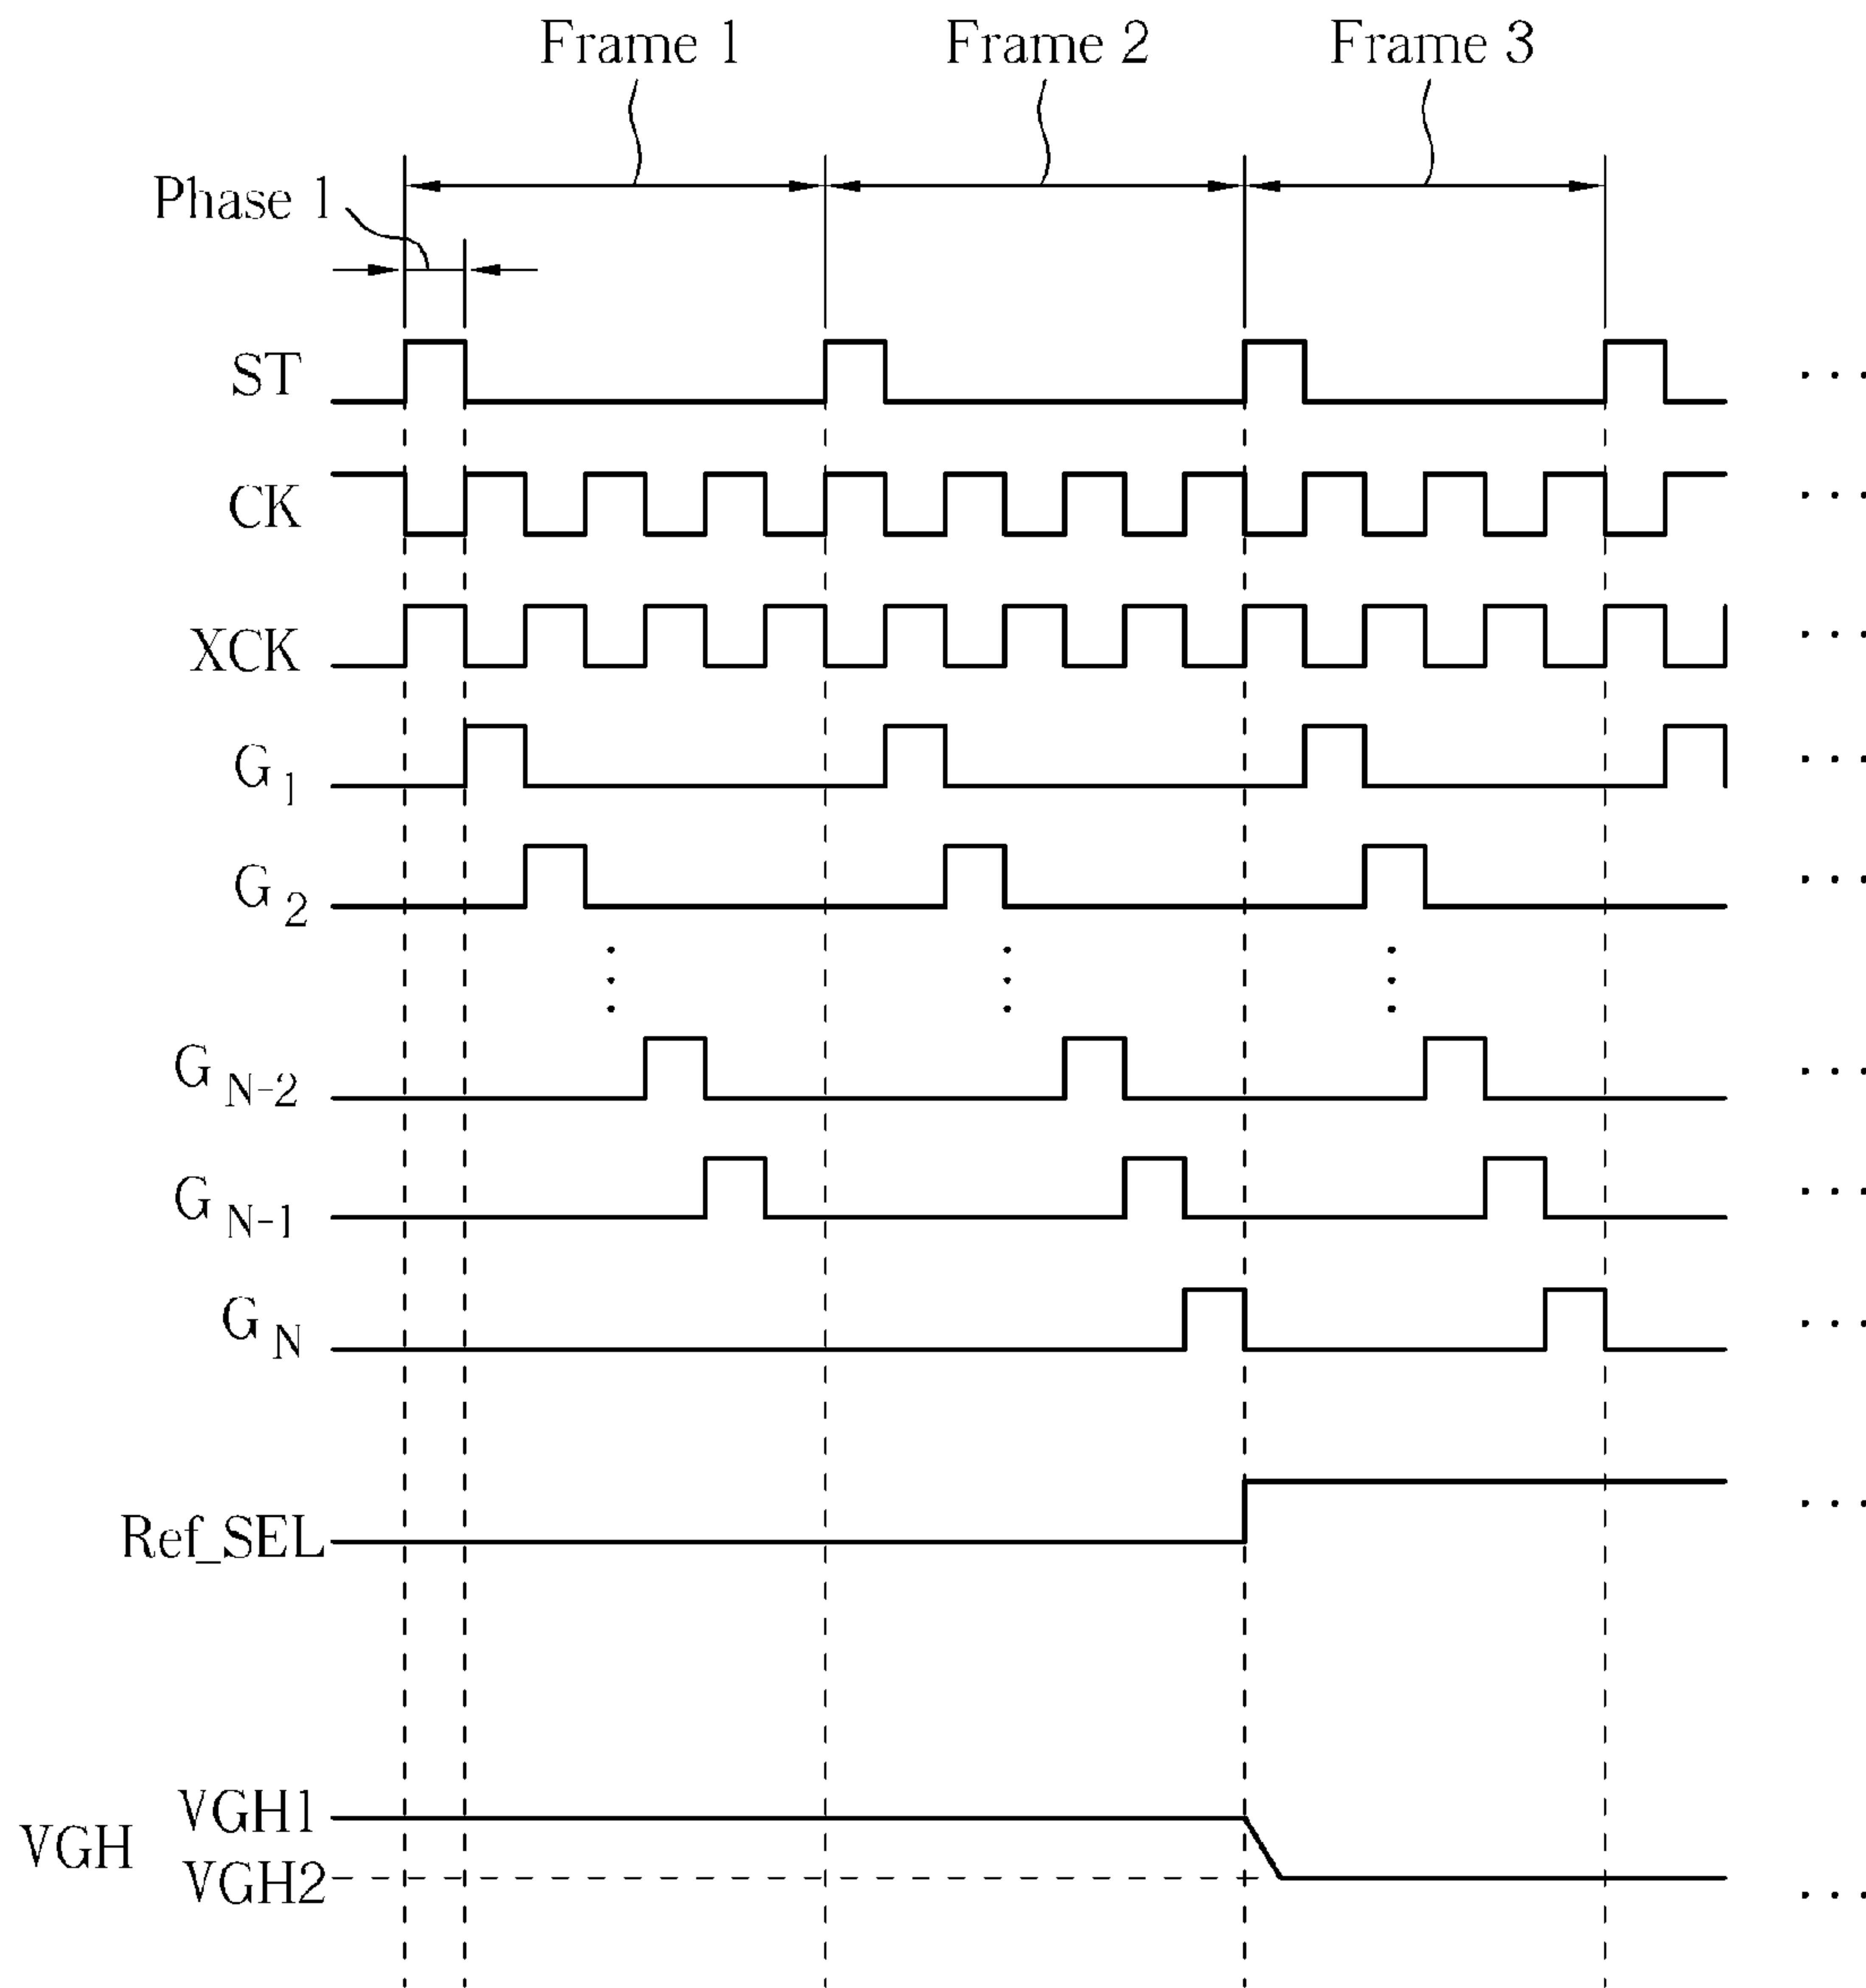 Frame 1 Frame 2 Frame 3
Phase 1
ST ...
CK ...
XCK ...
G1 ...
G2 ...
GN-2 ...
GN-1 ...
GN ...
Ref_SEL ...
VGH VGH1
VGH2 ...